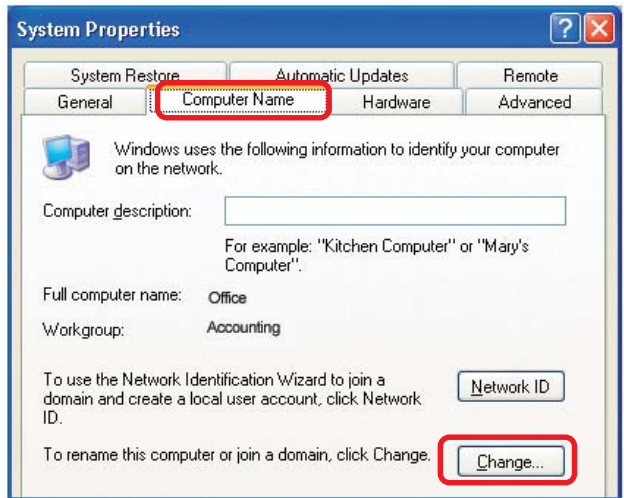 System Properties
System Restore Automatic Updates Remote
General Computer Name Hardware Advanced
Windows uses the following information to identify your computer
on the network.
Computer description:
For example: "Kitchen Computer" or "Mary's
Computer".
Full computer name: Office
Workgroup: Accounting
To use the Network Identification Wizard to join a
domain and create a local user account, click Network
ID.
Network ID
To rename this computer or join a domain, click Change.
Change...